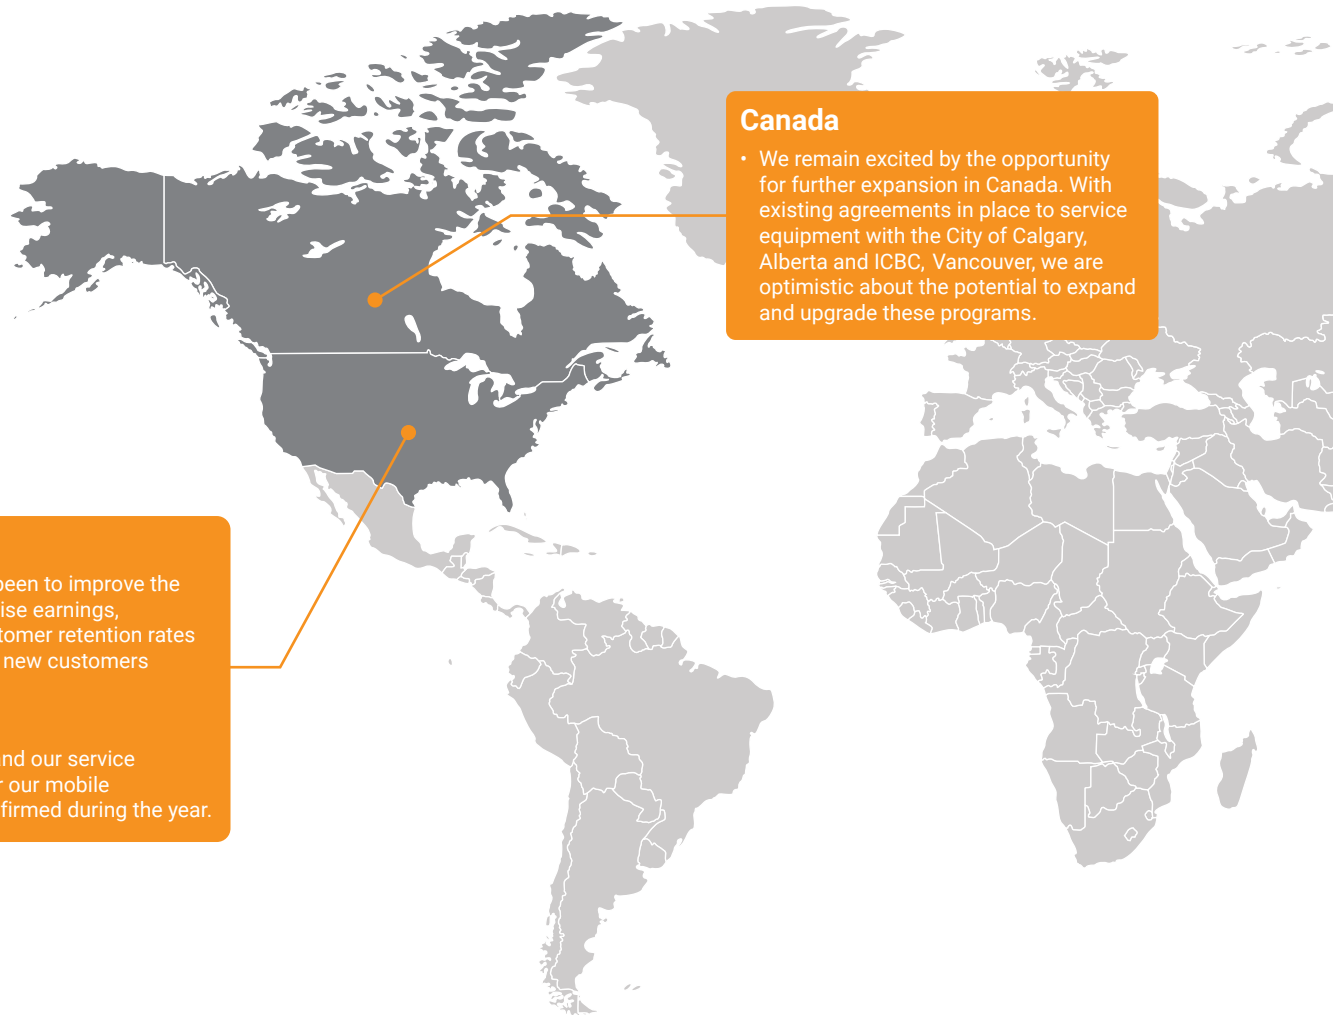 Canada
• We remain excited by the opportunity
for further expansion in Canada. With
existing agreements in place to service
equipment with the City of Calgary,
Alberta and ICBC, Vancouver, we are
optimistic about the potential to expand
and upgrade these programs.
been to improve the
ise earnings,
tomer retention rates
new customers
and our service
r our mobile
firmed during the year.